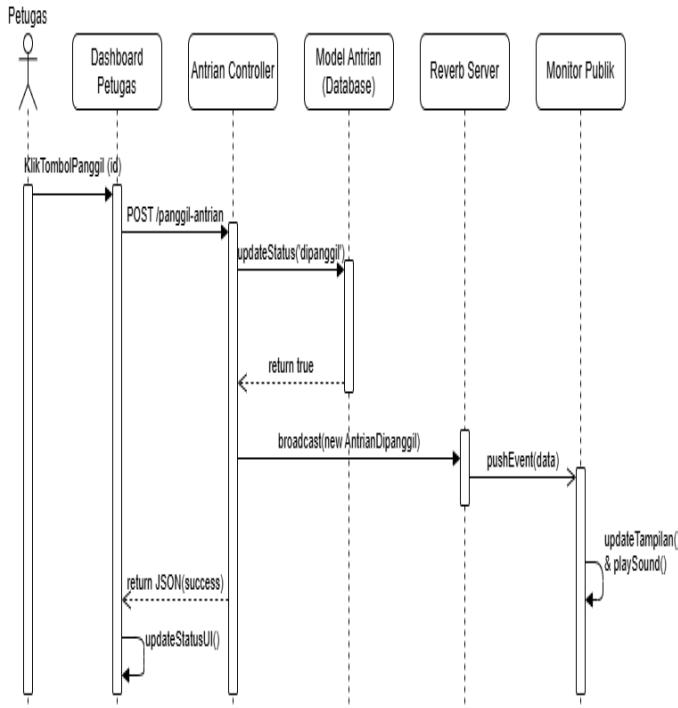 Petugas
Dashboard
Petugas
Antrian Controller
Model Antrian
(Database)
Reverb Server
Monitor Publik
KlikTombolPanggil (id)
POST /panggil-antrian
updateStatus('dipanggil')
return true
broadcast(new AntrianDipanggil)
pushEvent(data)
updateTampilan(
& playSound()
return JSON(success)
updateStatusUI()